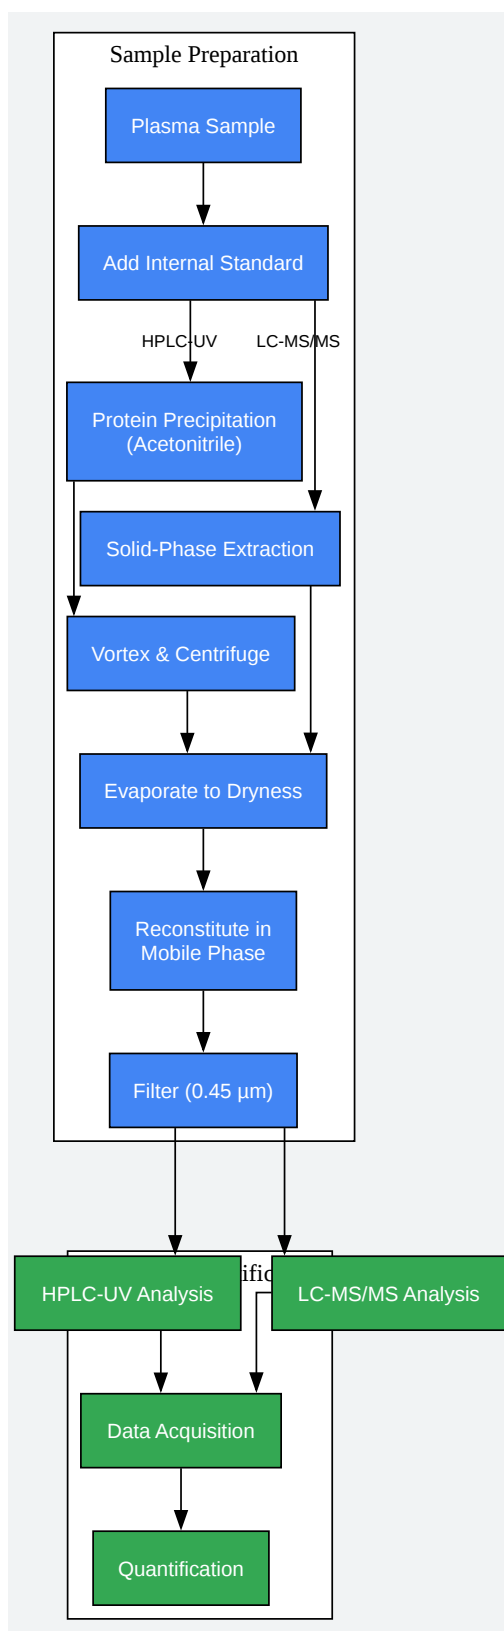 Sample Preparation
Plasma Sample
Add Internal Standard
HPLC-UV
LC-MS/MS
Protein Precipitation
(Acetonitrile)
Solid-Phase Extraction
Vortex & Centrifuge
Evaporate to Dryness
Reconstitute in
Mobile Phase
Filter (0.45 µm)
HPLC-UV Analysis
LC-MS/MS Analysis
Data Acquisition
Quantification